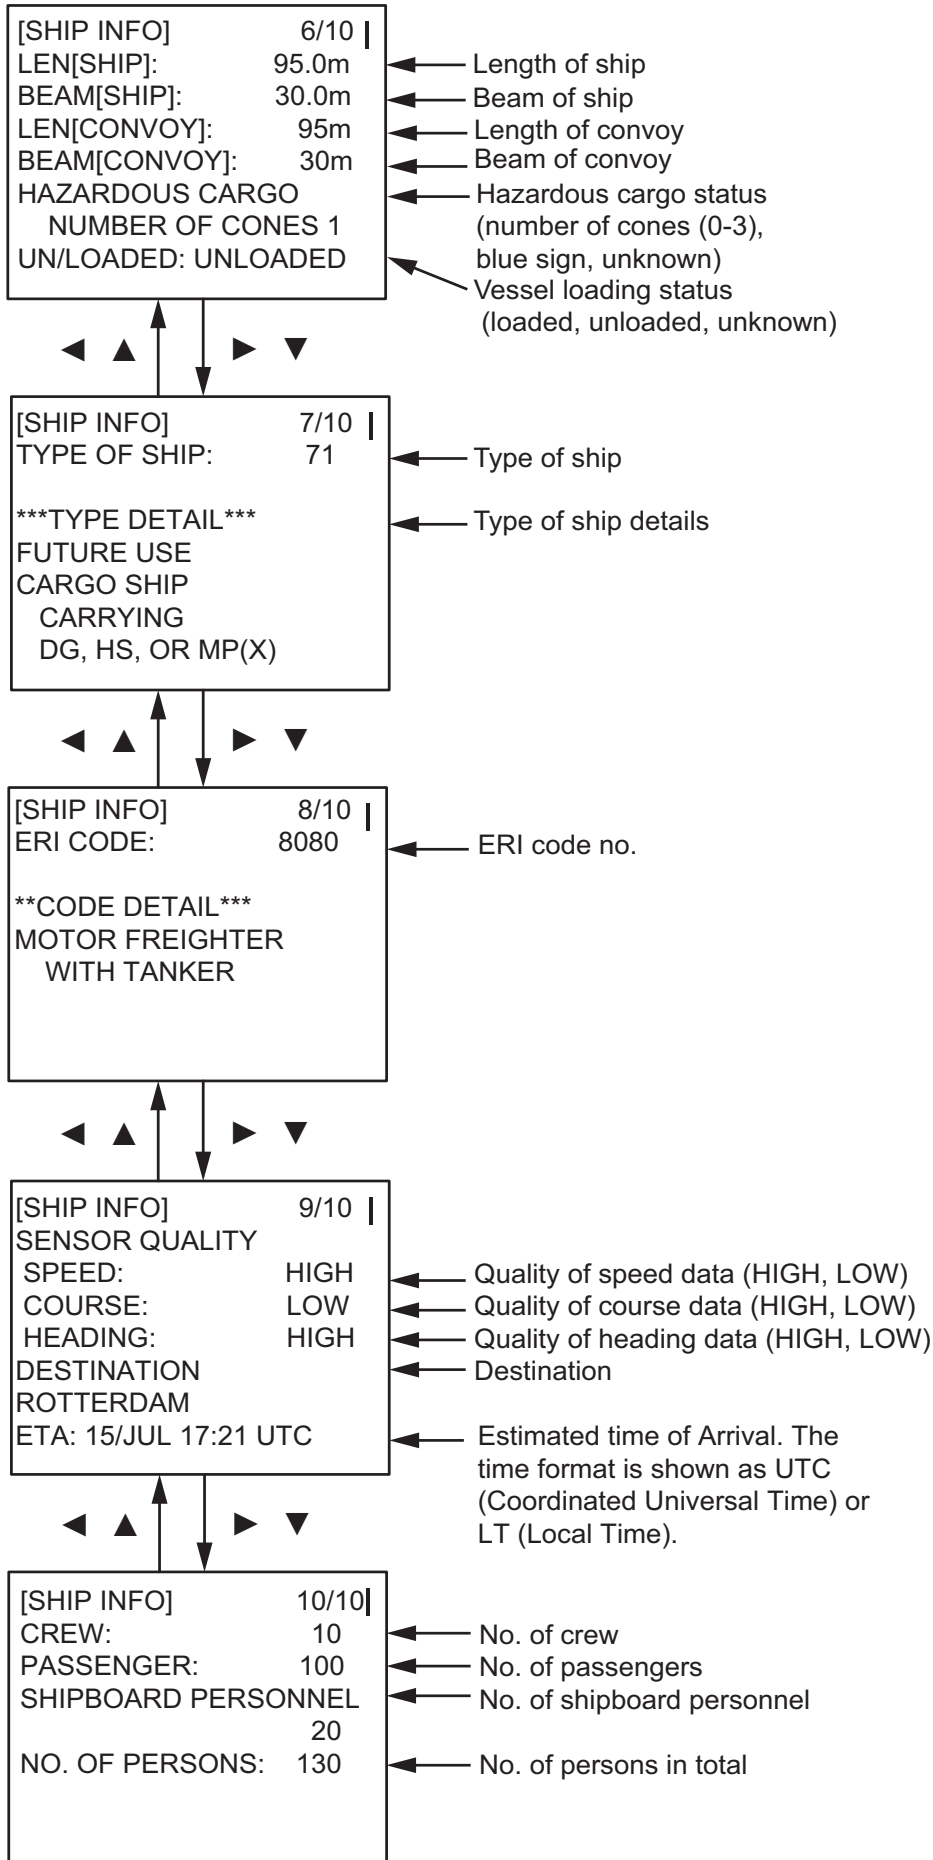 [SHIP INFO] 6/10
LEN[SHIP]: 95.0m
BEAM[SHIP]: 30.0m
LEN[CONVOY]: 95m
BEAM[CONVOY]: 30m
HAZARDOUS CARGO
NUMBER OF CONES 1
UN/LOADED: UNLOADED
Length of ship
Beam of ship
Length of convoy
Beam of convoy
Hazardous cargo status
(number of cones (0-3),
blue sign, unknown)
Vessel loading status
(loaded, unloaded, unknown)
[SHIP INFO] 7/10
TYPE OF SHIP: 71
***TYPE DETAIL***
FUTURE USE
CARGO SHIP
CARRYING
DG, HS, OR MP(X)
Type of ship
Type of ship details
[SHIP INFO] 8/10
ERI CODE: 8080
**CODE DETAIL***
MOTOR FREIGHTER
WITH TANKER
ERI code no.
[SHIP INFO] 9/10
SENSOR QUALITY
SPEED: HIGH
COURSE: LOW
HEADING: HIGH
DESTINATION
ROTTERDAM
ETA: 15/JUL 17:21 UTC
Quality of speed data (HIGH, LOW)
Quality of course data (HIGH, LOW)
Quality of heading data (HIGH, LOW)
Destination
Estimated time of Arrival. The
time format is shown as UTC
(Coordinated Universal Time) or
LT (Local Time).
[SHIP INFO] 10/10
CREW: 10
PASSENGER: 100
SHIPBOARD PERSONNEL
20
NO. OF PERSONS: 130
No. of crew
No. of passengers
No. of shipboard personnel
No. of persons in total